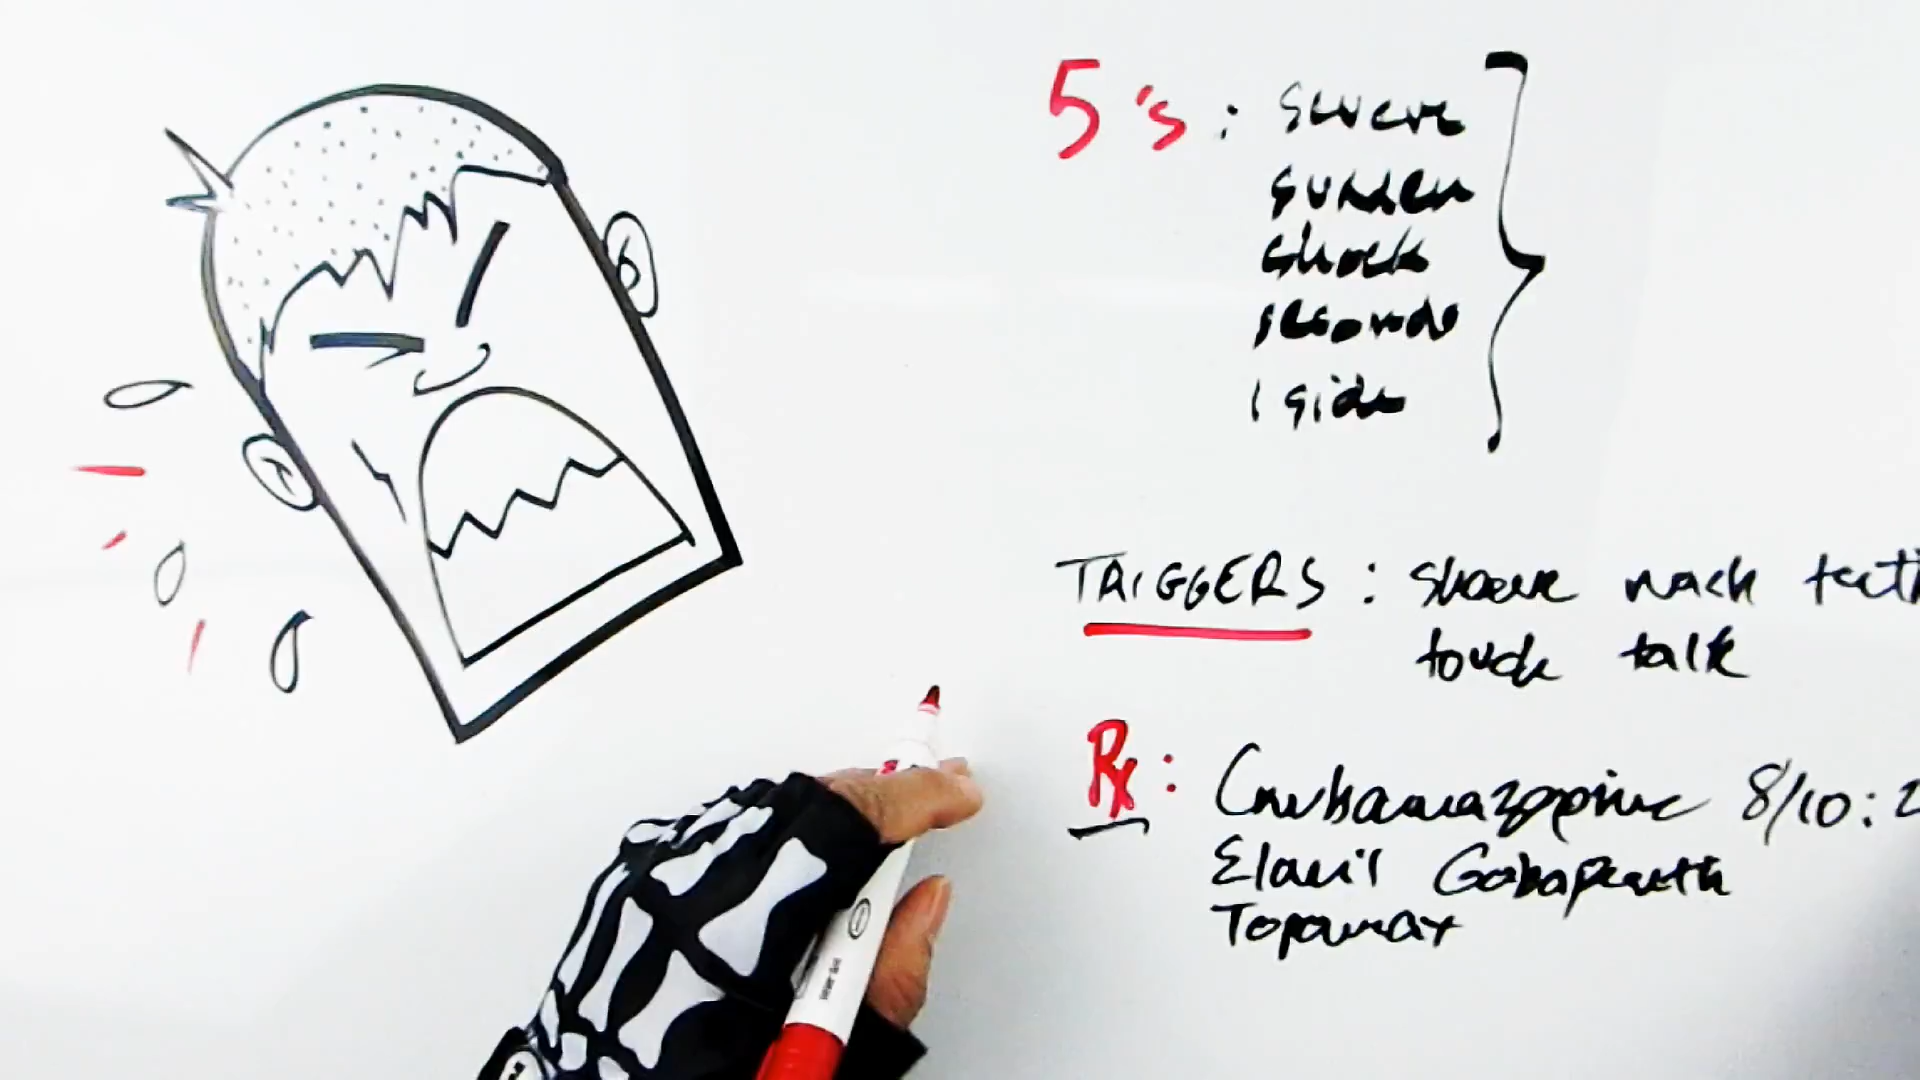 5's: severe
sudden
shock
seconds
1 side
TRIGGERS: shave wash teeth
touch talk
Rx: Carbamazepine 8/10: 2
Elavil Gabapentin
Topamax